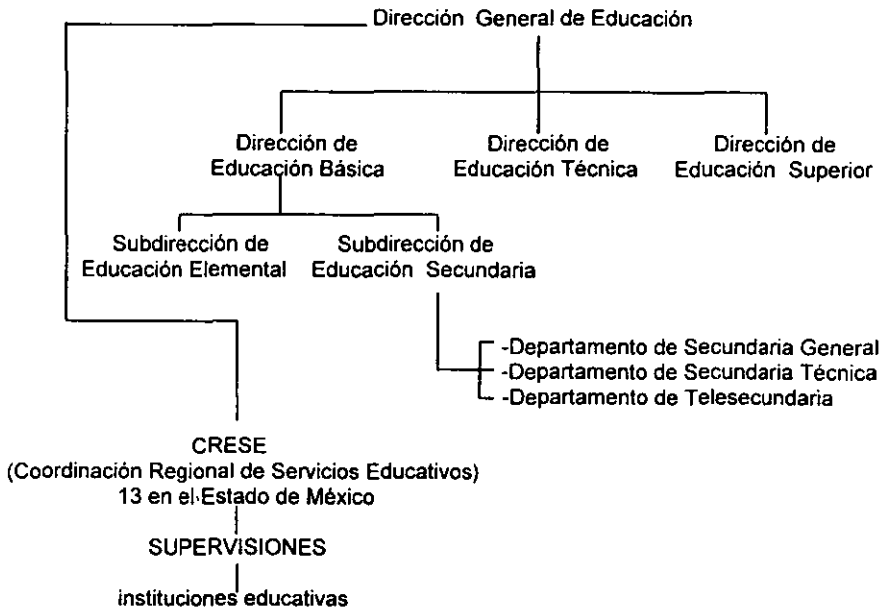 Dirección General de Educación
Dirección de
Educación Básica
Dirección de
Educación Técnica
Dirección de
Educación Superior
Subdirección de
Educación Elemental
Subdirección de
Educación Secundaria
-Departamento de Secundaria General
-Departamento de Secundaria Técnica
-Departamento de Telesecundaria
CRESE
(Coordinación Regional de Servicios Educativos)
13 en el Estado de México
SUPERVISIONES
instituciones educativas